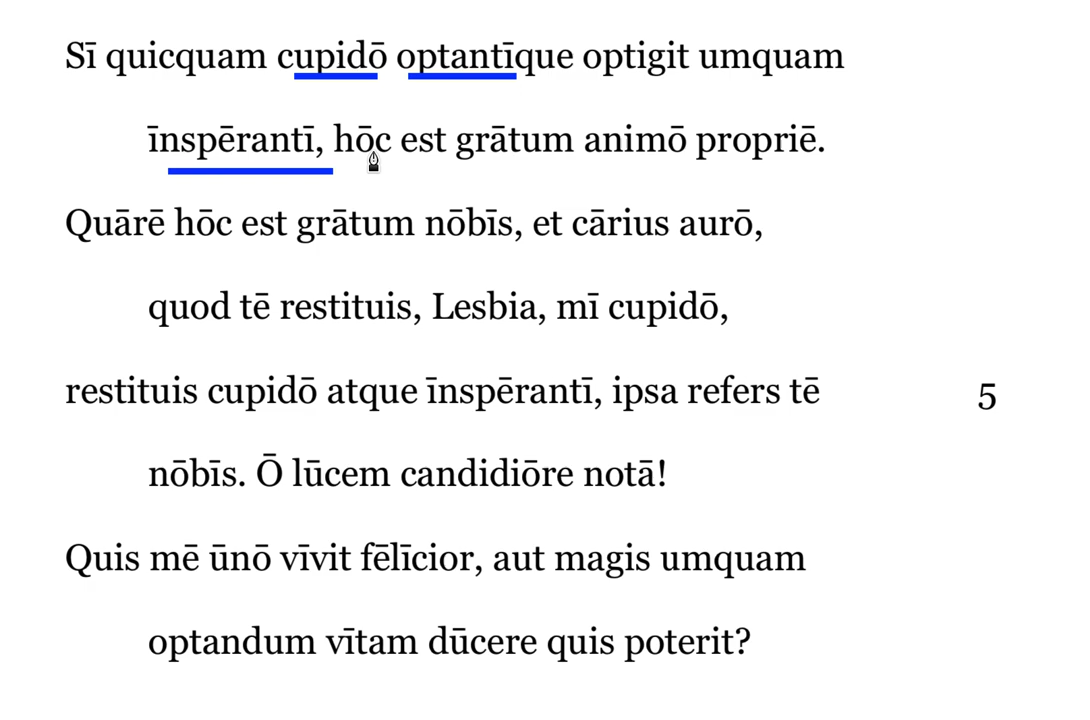 Sī quicquam cupidō optantīque optigit umquam
īnspērantī, hōc est grātum animō propriē.
Quārē hōc est grātum nōbīs, et cārius aurō,
quod tē restituis, Lesbia, mī cupidō,
restituis cupidō atque īnspērantī, ipsa refers tē 5
nōbīs. Ō lūcem candidiōre notā!
Quis mē ūnō vīvit fēlīcior, aut magis umquam
optandum vītam dūcere quis poterit?